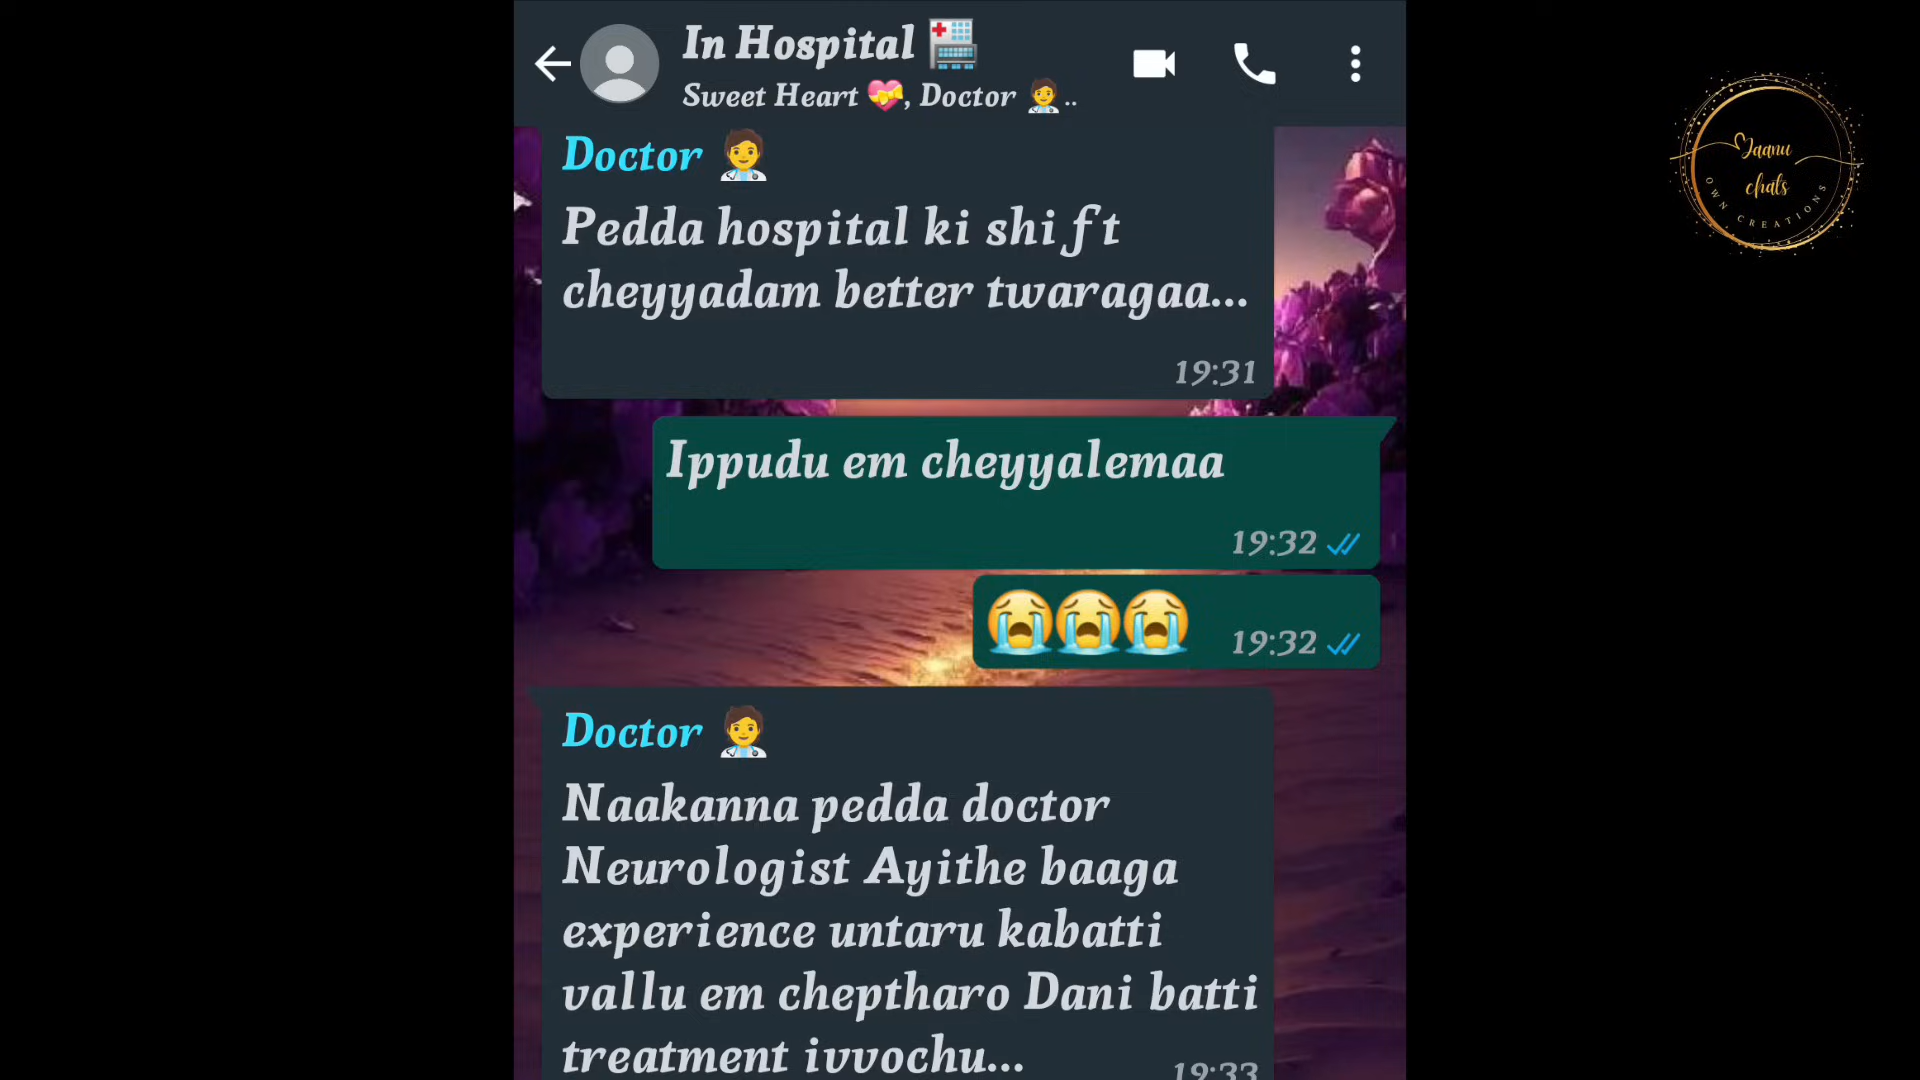 In Hospital 🏥
Sweet Heart 💝, Doctor 🧑‍⚕️..
Jaanu
chats
OWN CREATIONS
Doctor 🧑‍⚕️
Pedda hospital ki shift
cheyyadam better twaragaa...
19:31
Ippudu em cheyyalemaa
19:32
😭😭😭 19:32
Doctor 🧑‍⚕️
Naakanna pedda doctor
Neurologist Ayithe baaga
experience untaru kabatti
vallu em cheptharo Dani batti
treatment ivvochu...
19:33